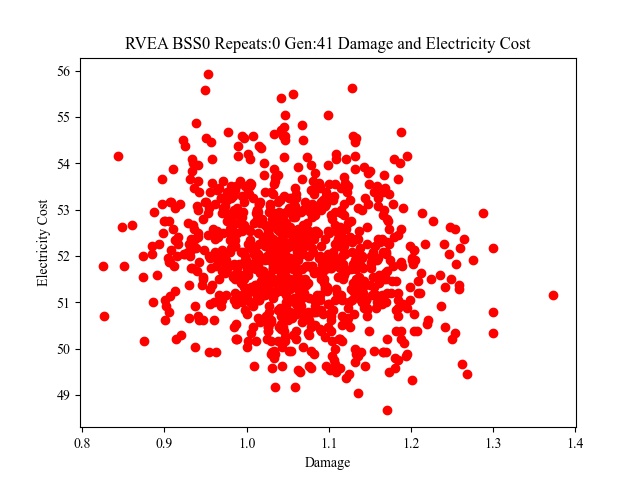 RVEA BSS0 Repeats:0 Gen:41 Damage and Electricity Cost
56
55
54
53
52
51
50
49
Electricity Cost
0.8 0.9 1.0 1.1 1.2 1.3 1.4
Damage